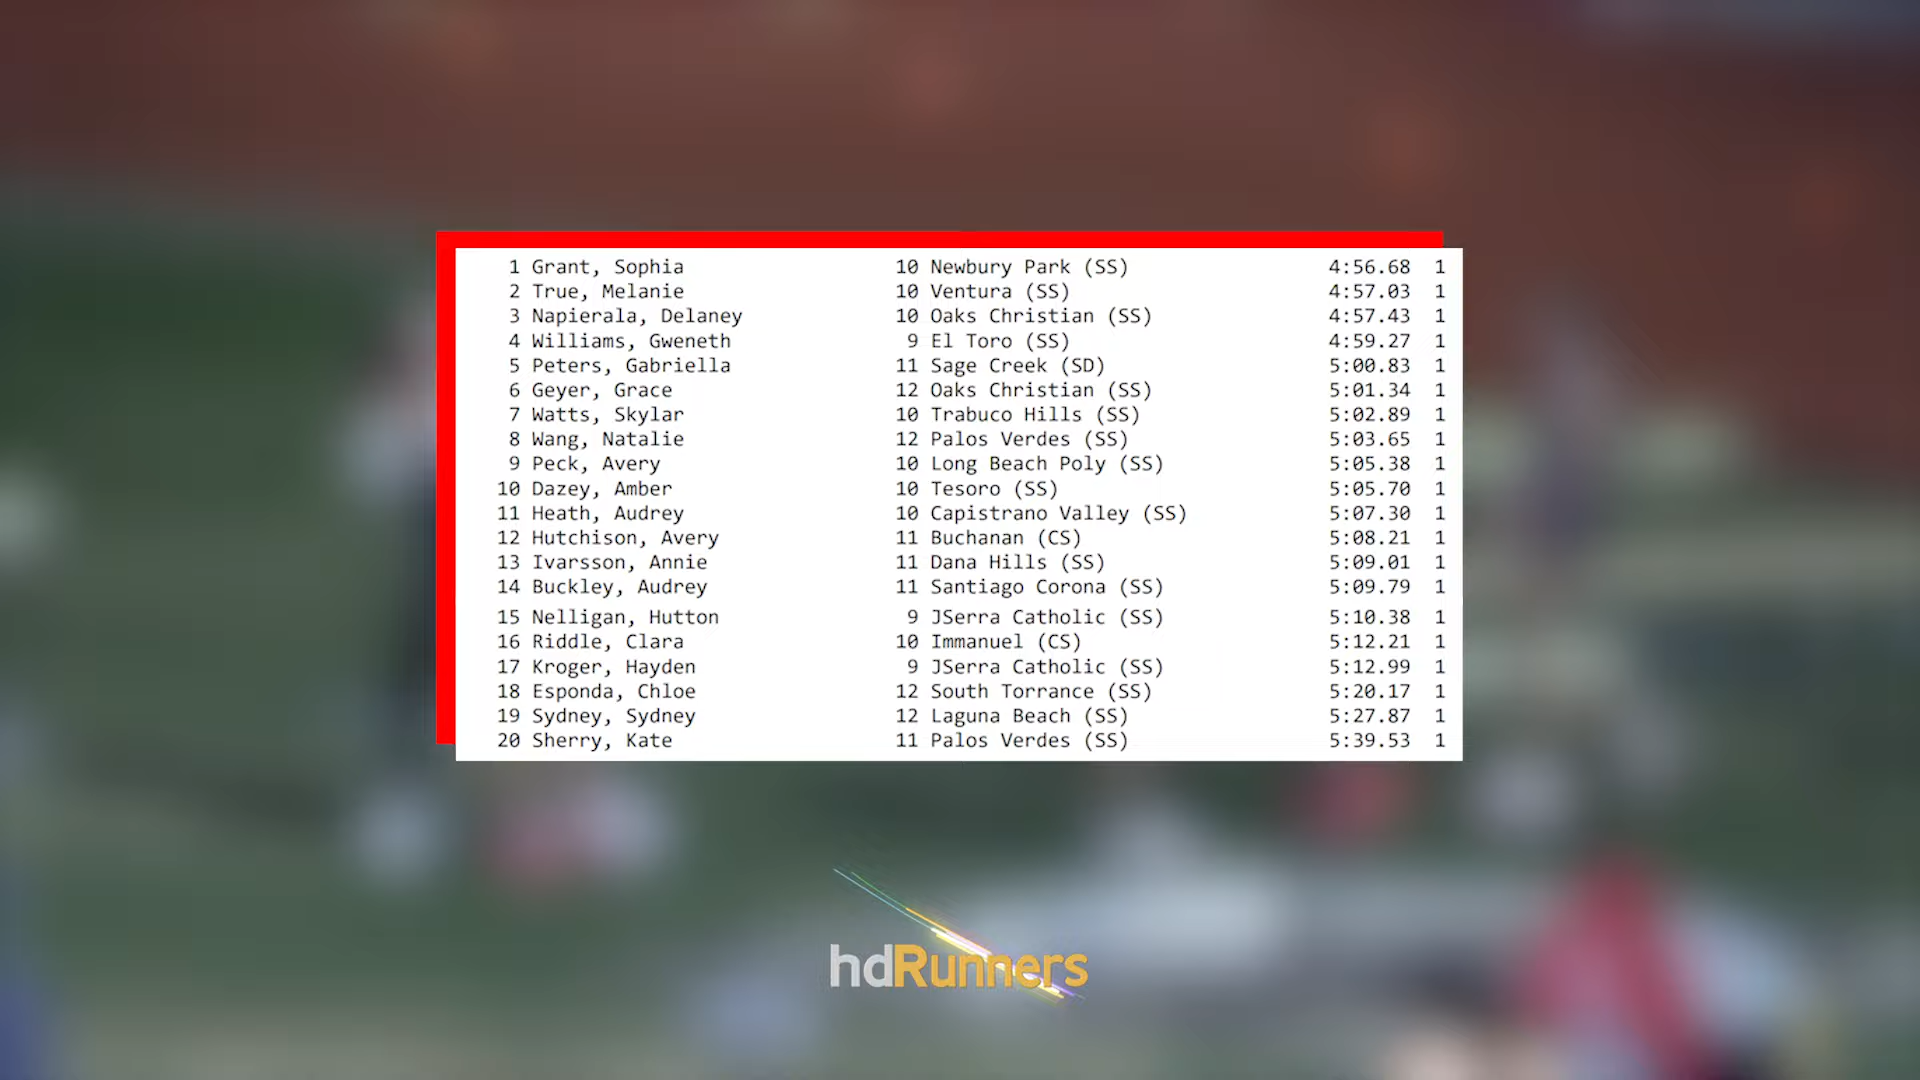 1 Grant, Sophia 10 Newbury Park (SS) 4:56.68 1
2 True, Melanie 10 Ventura (SS) 4:57.03 1
3 Napierala, Delaney 10 Oaks Christian (SS) 4:57.43 1
4 Williams, Gweneth 9 El Toro (SS) 4:59.27 1
5 Peters, Gabriella 11 Sage Creek (SD) 5:00.83 1
6 Geyer, Grace 12 Oaks Christian (SS) 5:01.34 1
7 Watts, Skylar 10 Trabuco Hills (SS) 5:02.89 1
8 Wang, Natalie 12 Palos Verdes (SS) 5:03.65 1
9 Peck, Avery 10 Long Beach Poly (SS) 5:05.38 1
10 Dazey, Amber 10 Tesoro (SS) 5:05.70 1
11 Heath, Audrey 10 Capistrano Valley (SS) 5:07.30 1
12 Hutchison, Avery 11 Buchanan (CS) 5:08.21 1
13 Ivarsson, Annie 11 Dana Hills (SS) 5:09.01 1
14 Buckley, Audrey 11 Santiago Corona (SS) 5:09.79 1
15 Nelligan, Hutton 9 JSerra Catholic (SS) 5:10.38 1
16 Riddle, Clara 10 Immanuel (CS) 5:12.21 1
17 Kroger, Hayden 9 JSerra Catholic (SS) 5:12.99 1
18 Esponda, Chloe 12 South Torrance (SS) 5:20.17 1
19 Sydney, Sydney 12 Laguna Beach (SS) 5:27.87 1
20 Sherry, Kate 11 Palos Verdes (SS) 5:39.53 1
hdRunners